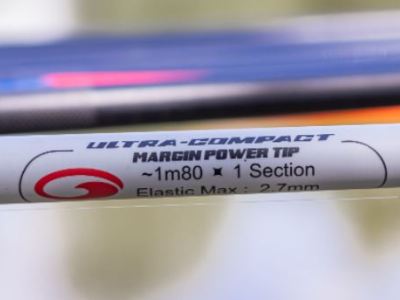 ULTRA-COMPACT
MARGIN POWER TIP
~1m80 ✦ 1 Section
Elastic Max : 2.7mm